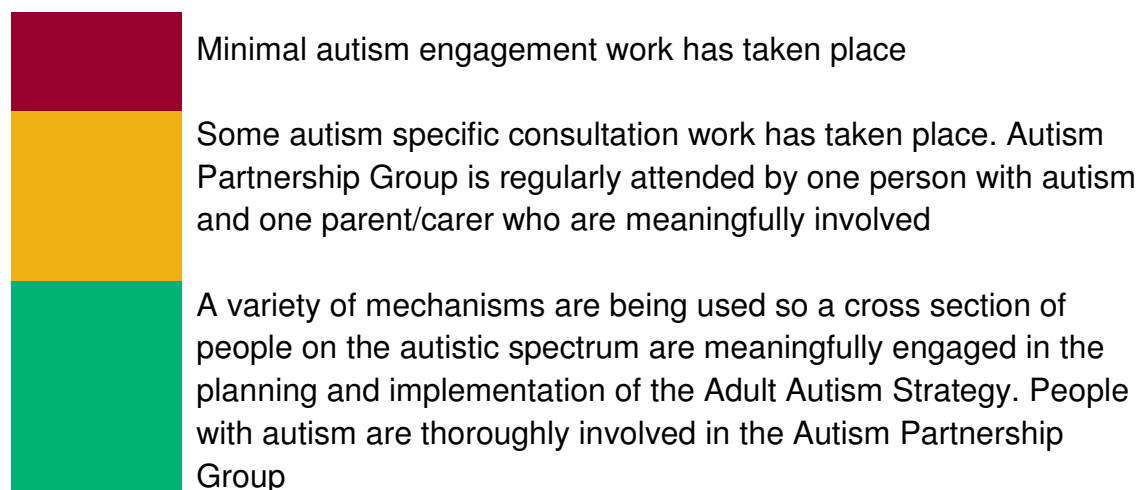 Minimal autism engagement work has taken place
Some autism specific consultation work has taken place. Autism
Partnership Group is regularly attended by one person with autism
and one parent/carer who are meaningfully involved
A variety of mechanisms are being used so a cross section of
people on the autistic spectrum are meaningfully engaged in the
planning and implementation of the Adult Autism Strategy. People
with autism are thoroughly involved in the Autism Partnership
Group